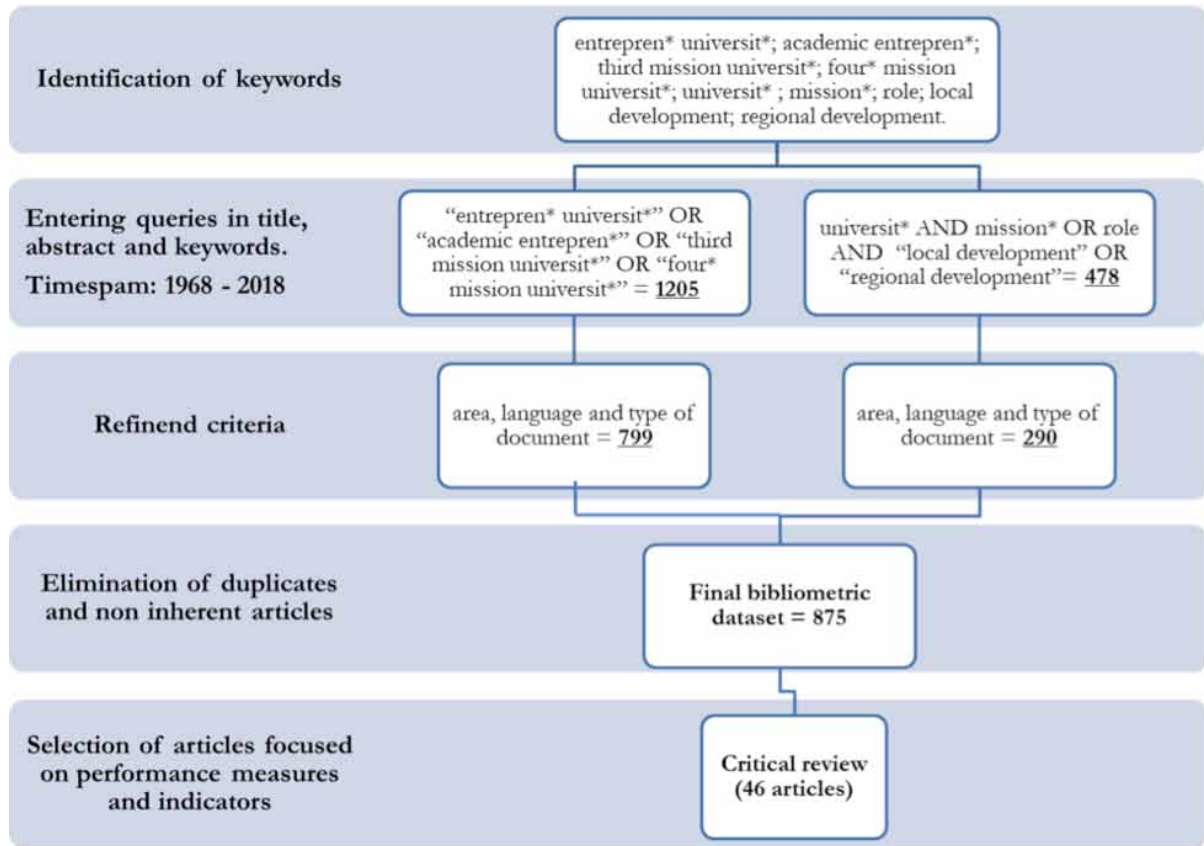 Identification of keywords
entrepren* universit*; academic entrepren*;
third mission universit*; four* mission
universit*; universit* ; mission*; role; local
development; regional development.
Entering queries in title,
abstract and keywords.
Timespam: 1968 - 2018
“entrepren* universit*” OR
“academic entrepren*” OR “third
mission universit*” OR “four*
mission universit*” = 1205
universit* AND mission* OR role
AND “local development” OR
“regional development”= 478
Refinend criteria
area, language and type of
document = 799
area, language and type of
document = 290
Elimination of duplicates
and non inherent articles
Final bibliometric
dataset = 875
Selection of articles focused
on performance measures
and indicators
Critical review
(46 articles)